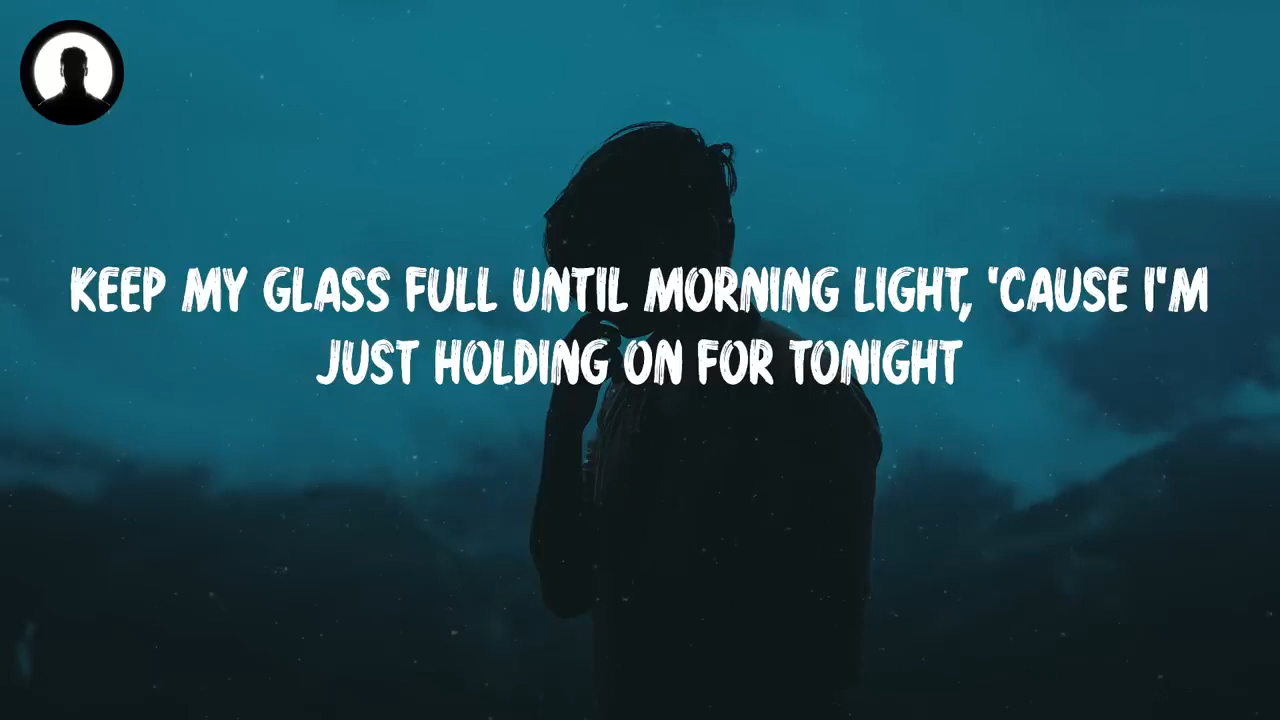 KEEP MY GLASS FULL UNTIL MORNING LIGHT, 'CAUSE I'M
JUST HOLDING ON FOR TONIGHT